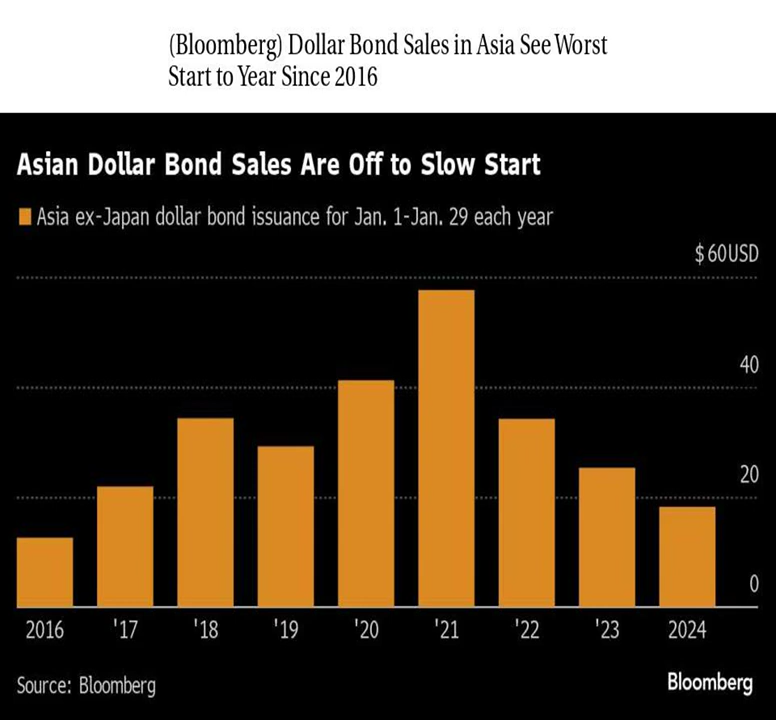 (Bloomberg) Dollar Bond Sales in Asia See Worst
Start to Year Since 2016
Asian Dollar Bond Sales Are Off to Slow Start
Asia ex-Japan dollar bond issuance for Jan. 1-Jan. 29 each year
$60USD
40
20
0
2016 '17 '18 '19 '20 '21 '22 '23 2024
Source: Bloomberg
Bloomberg